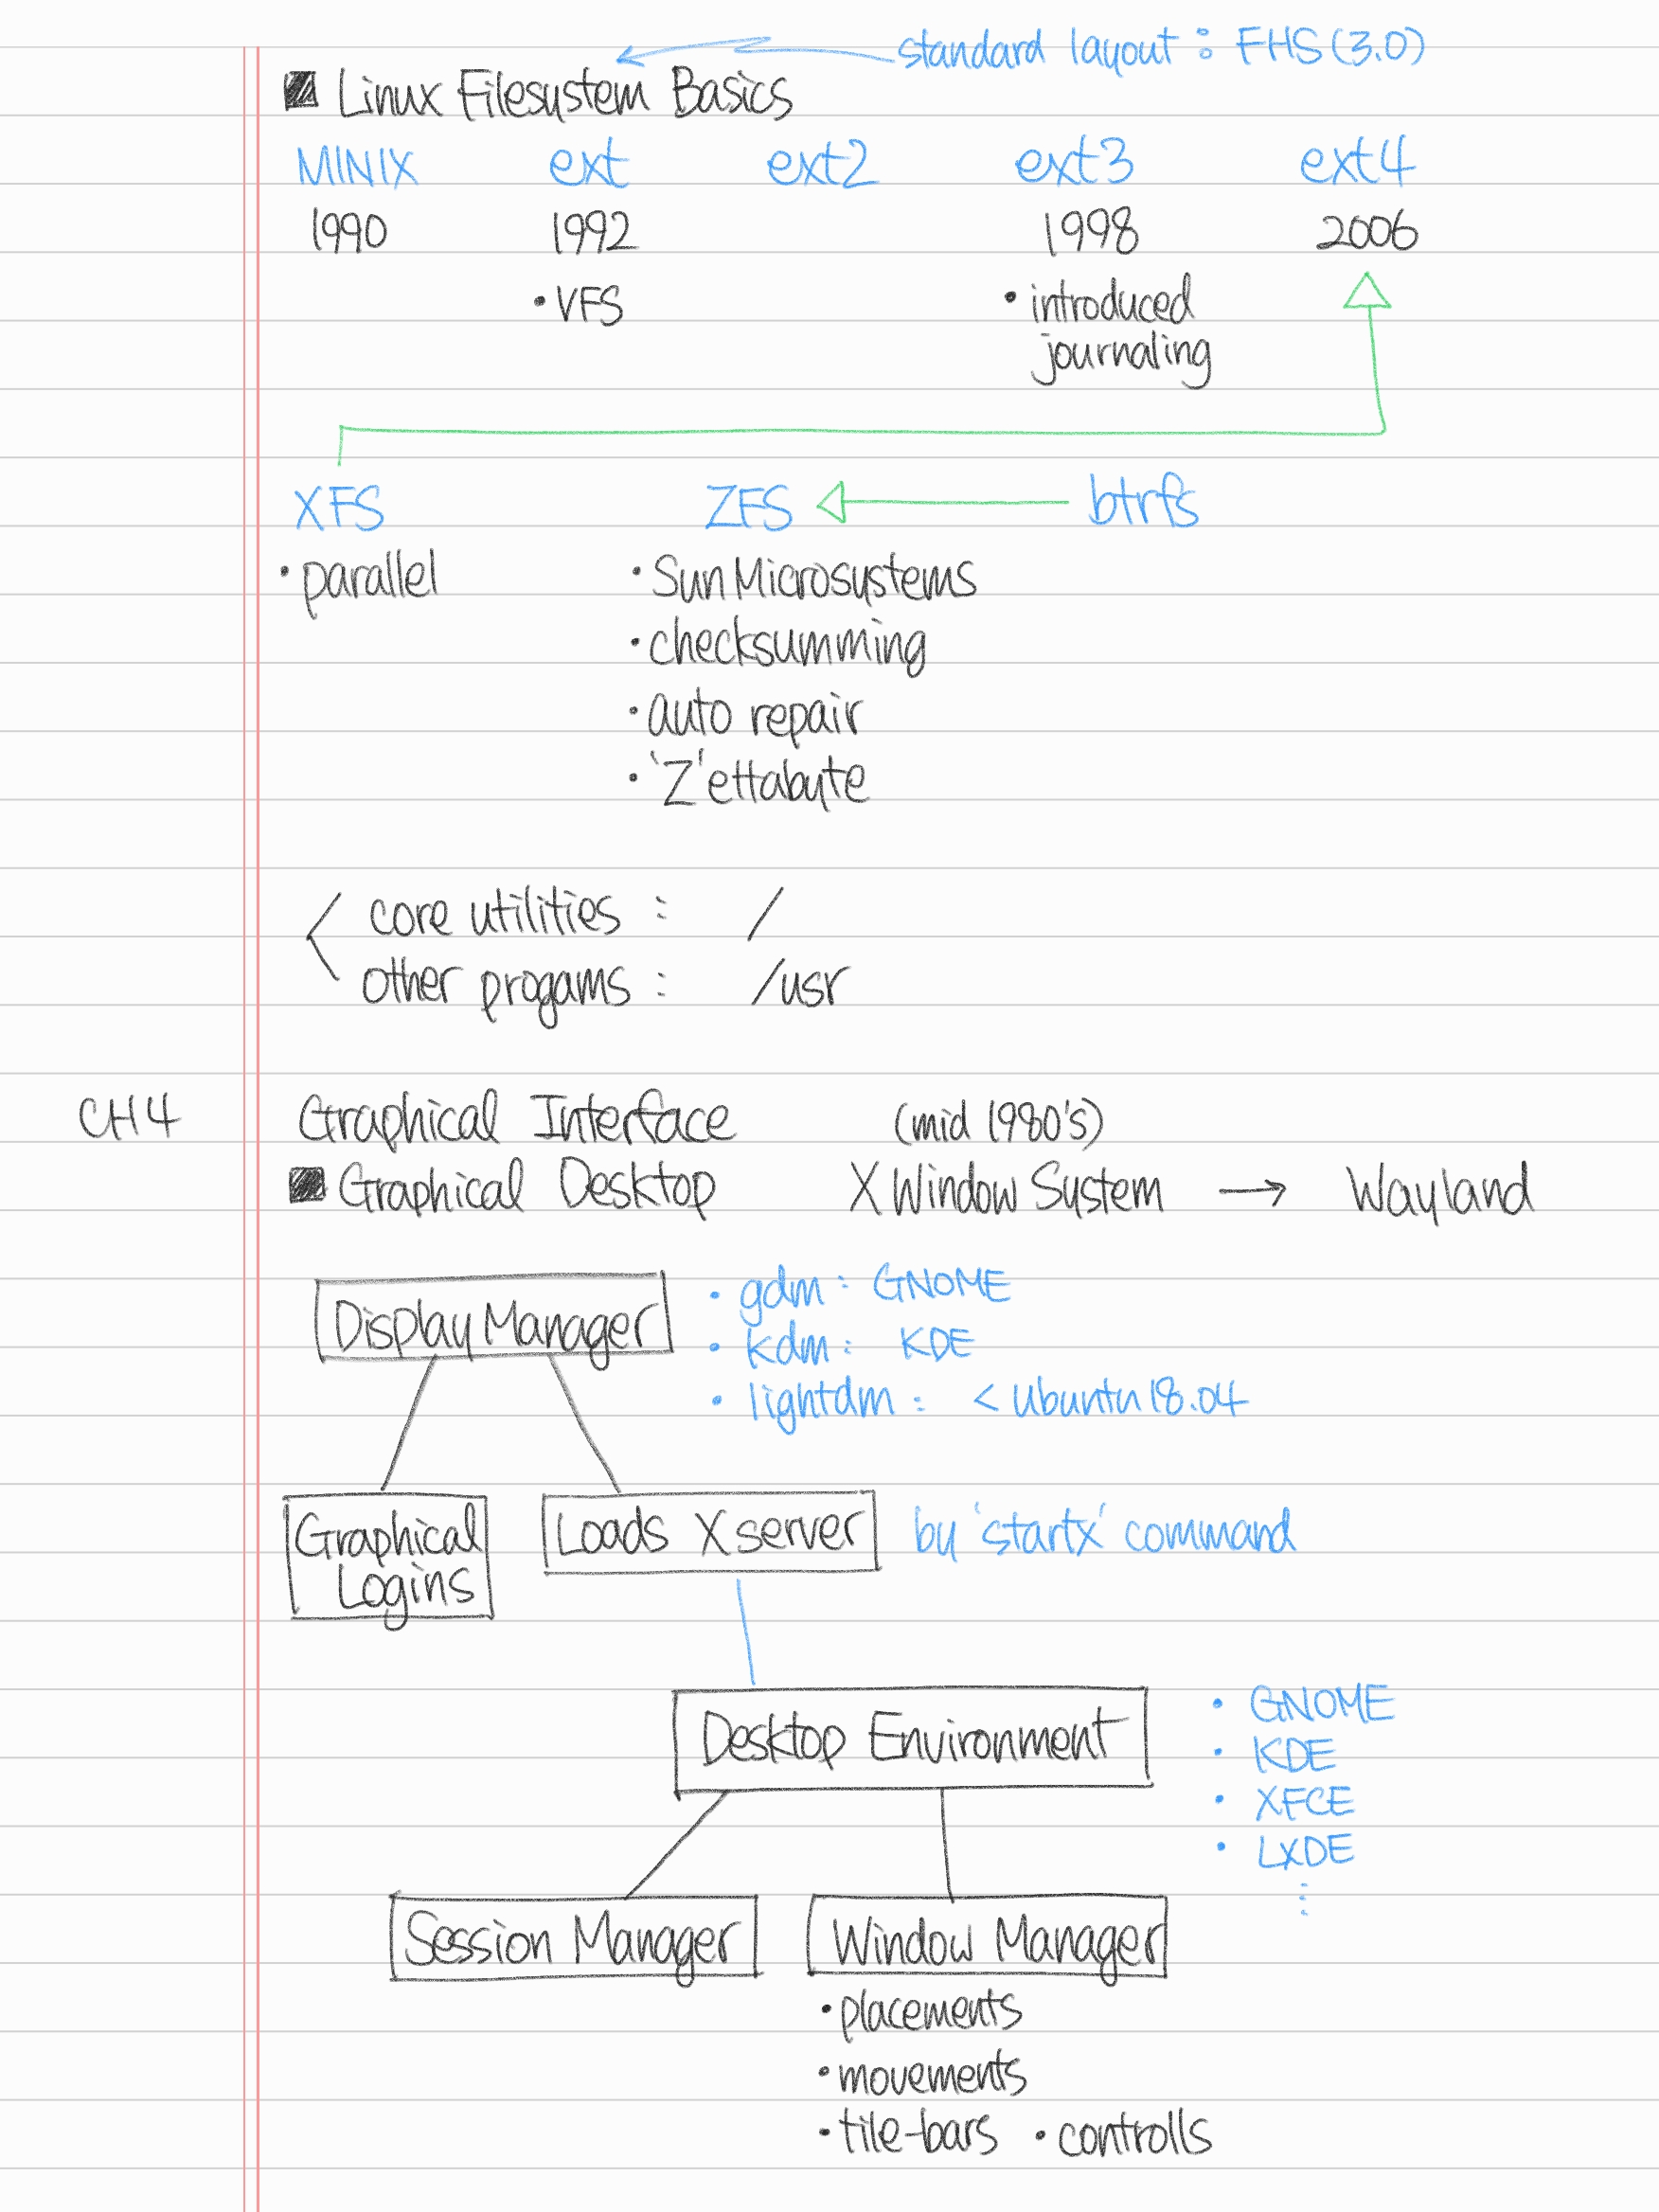 standard layout : FHS (3.0)
Linux Filesystem Basics
MINIX ext ext2 ext3 ext4
1990 1992 1998 2006
• VFS • introduced
journaling
XFS ZFS btrfs
• parallel • Sun Microsystems
• checksumming
• auto repair
• 'Z'ettabyte
core utilities : /
other progams : /usr
CH4 Graphical Interface (mid 1980's)
Graphical Desktop X Window System → Wayland
Display Manager
• gdm : GNOME
• kdm : KDE
• lightdm : < Ubuntu 18.04
Graphical
Logins
Loads X server by 'startx' command
Desktop Environment
• GNOME
• KDE
• XFCE
• LXDE
⋮
Session Manager Window Manager
• placements
• movements
• tile-bars • controlls